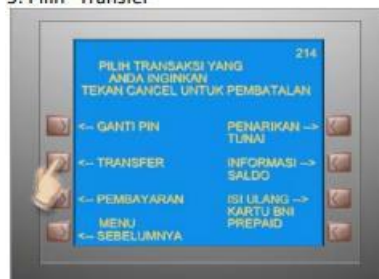 3. Pilih "Transfer"
214
PILIH TRANSAKSI YANG
ANDA INGINKAN
TEKAN CANCEL UNTUK PEMBATALAN
<-- GANTI PIN
PENARIKAN -->
TUNAI
<-- TRANSFER
INFORMASI -->
SALDO
<-- PEMBAYARAN
ISI ULANG -->
KARTU BNI
PREPAID
MENU
<-- SEBELUMNYA